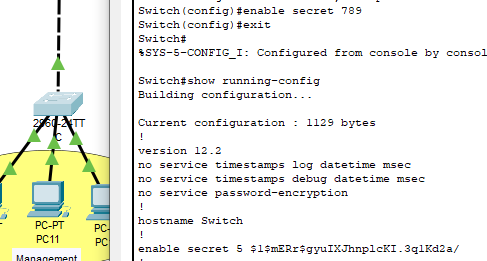 Switch(config)#enable secret 789
Switch(config)#exit
Switch#
%SYS-5-CONFIG_I: Configured from console by consol
Switch#show running-config
Building configuration...
Current configuration : 1129 bytes
!
version 12.2
no service timestamps log datetime msec
no service timestamps debug datetime msec
no service password-encryption
!
hostname Switch
!
enable secret 5 $1$mERr$gyuIXJhnplcKI.3qlKd2a/
2960-24TT
C
PC-PT
PC11
PC-
PC
Management